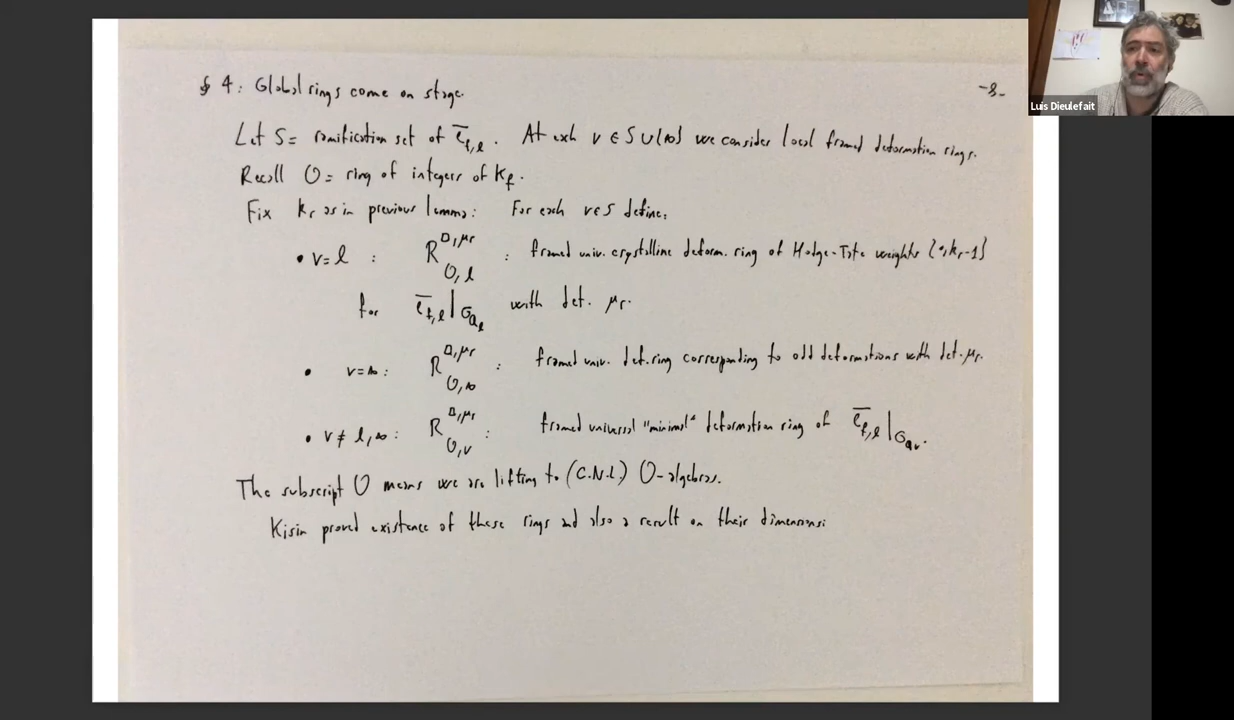 § 4: Global rings come on stage.
-8-
Luis Dieulefait
Let S = ramification set of ρ̄_{f,ℓ}. At each v ∈ S ∪ {∞} we consider local framed deformation rings.
Recall O = ring of integers of K_f.
Fix k_r as in previous lemma: For each v∈S define:
• v=ℓ : R^{□,μ_r}_{O,ℓ} : framed univ. crystalline deform. ring of Hodge-Tate weights {0,k_r-1}
for ρ̄_{f,ℓ}|G_{Q_ℓ} with det. μ_r.
• v=∞: R^{□,μ_r}_{O,∞} : framed univ. def. ring corresponding to odd deformations with det. μ_r.
• v ≠ ℓ,∞: R^{□,μ_r}_{O,v} : framed universal "minimal" deformation ring of ρ̄_{f,ℓ}|G_{Q_v}.
The subscript O means we are lifting to (C.N.L) O-algebras.
Kisin proved existence of these rings and also a result on their dimensions: